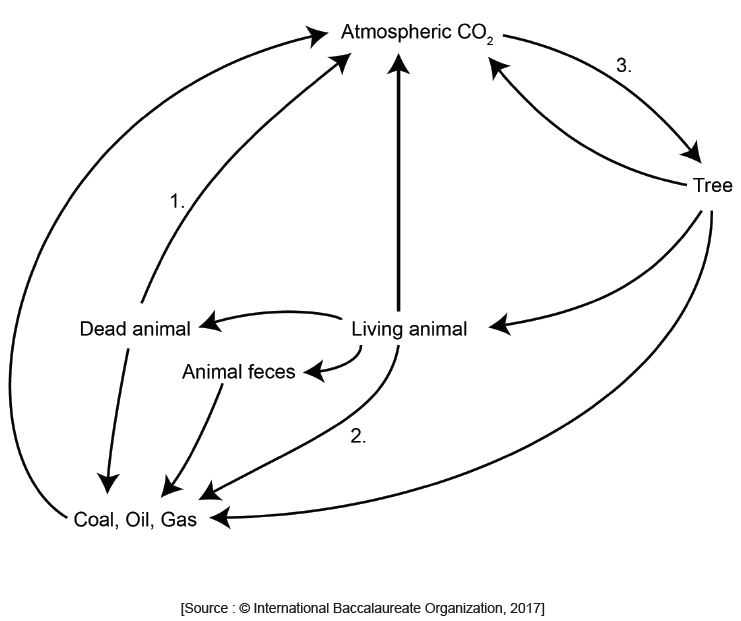 Atmospheric CO₂
3.
Tree
1.
Dead animal
Living animal
Animal feces
2.
Coal, Oil, Gas
[Source : © International Baccalaureate Organization, 2017]